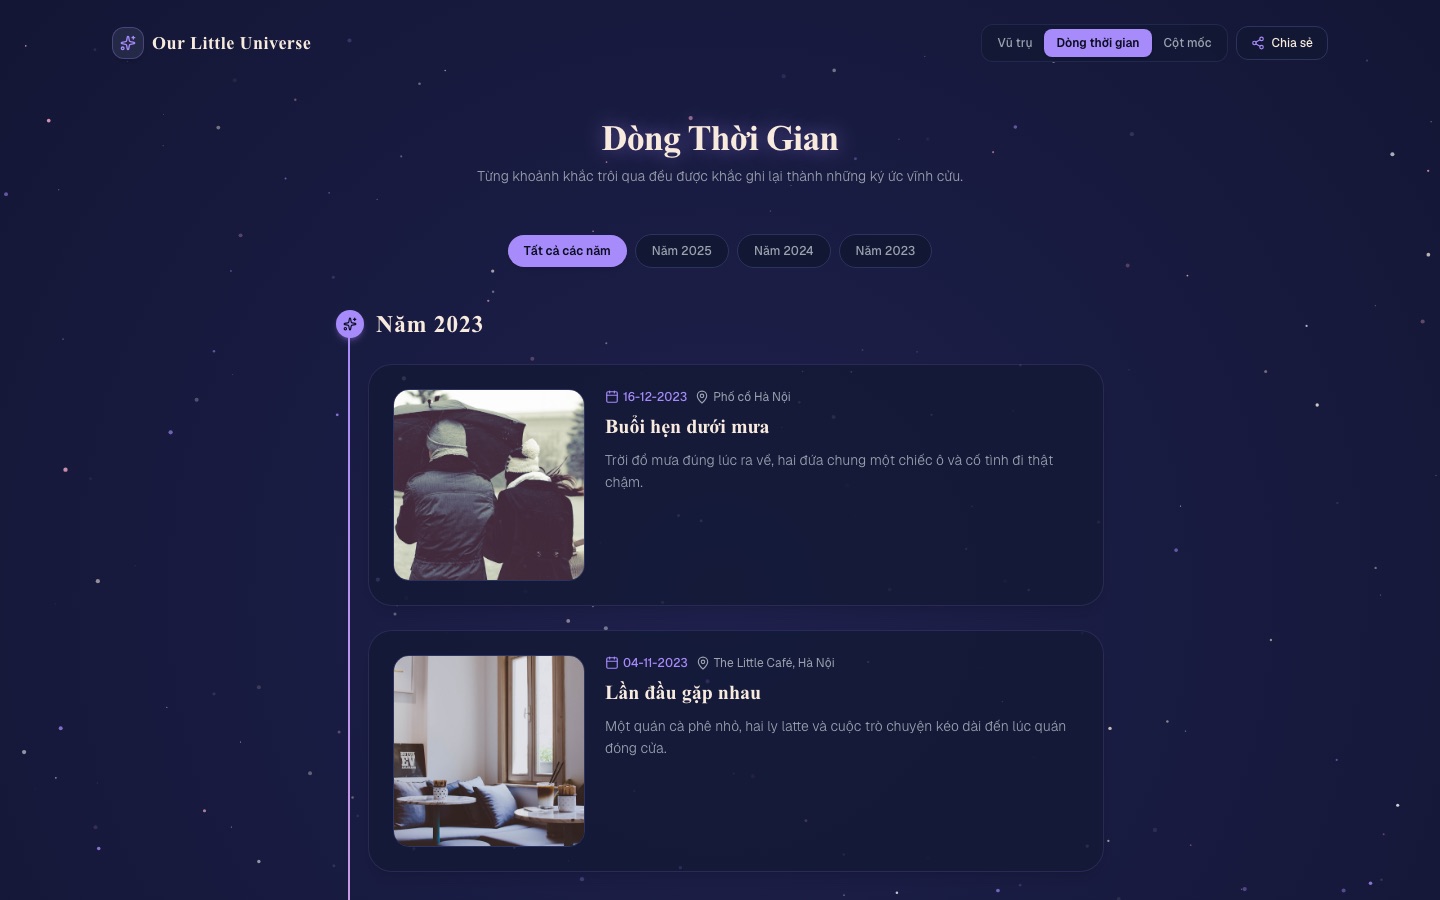 Our Little Universe
Vũ trụ
Dòng thời gian
Cột mốc
Chia sẻ
Dòng Thời Gian
Từng khoảnh khắc trôi qua đều được khắc ghi lại thành những ký ức vĩnh cửu.
Tất cả các năm
Năm 2025
Năm 2024
Năm 2023
Năm 2023
16-12-2023 Phố cổ Hà Nội
Buổi hẹn dưới mưa
Trời đổ mưa đúng lúc ra về, hai đứa chung một chiếc ô và cố tình đi thật
chậm.
04-11-2023 The Little Café, Hà Nội
Lần đầu gặp nhau
Một quán cà phê nhỏ, hai ly latte và cuộc trò chuyện kéo dài đến lúc quán
đóng cửa.